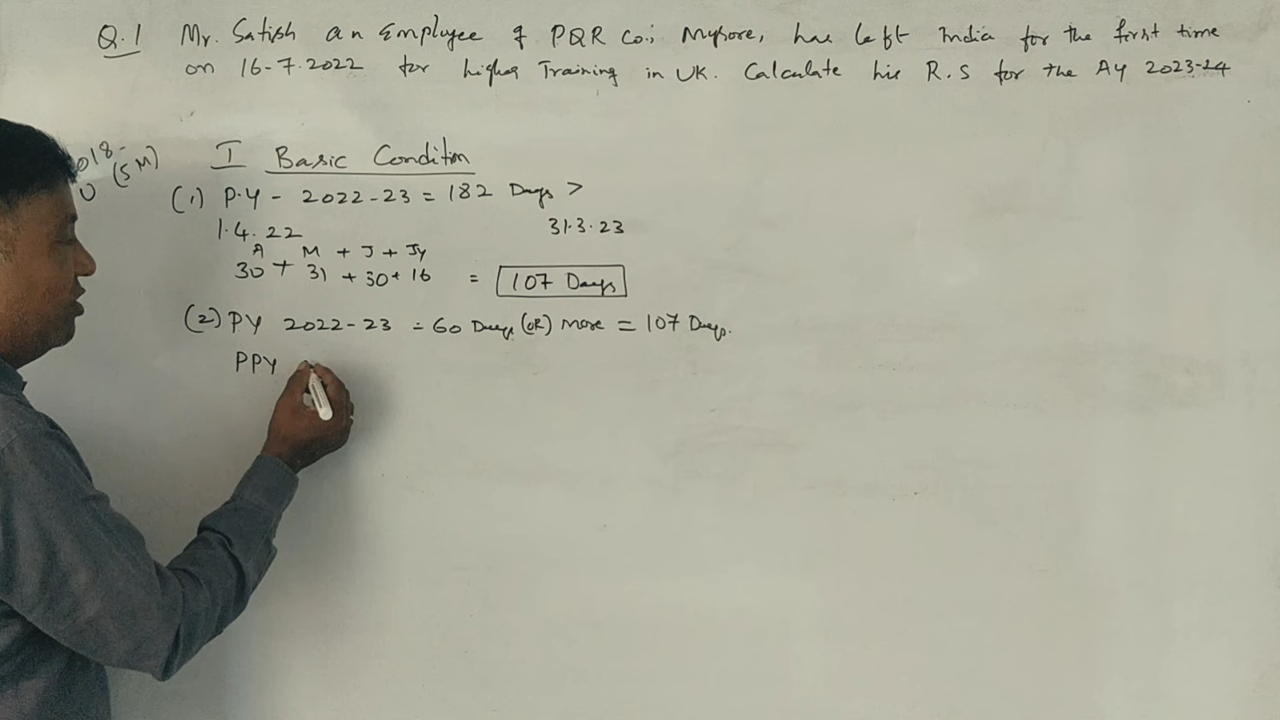 Q.1 Mr. Satish an Employee of PQR Co.; Mysore, has left India for the first time
on 16-7-2022 for higher Training in UK. Calculate his R.S for the AY 2023-24
018-
0 (5M)
I Basic Condition
(1) P.Y - 2022-23 = 182 Days >
1.4.22 31.3.23
A M + J + Jy
30 + 31 + 30 + 16 = 107 Days
(2) PY 2022-23 = 60 Days (OR) More = 107 Days.
PPY